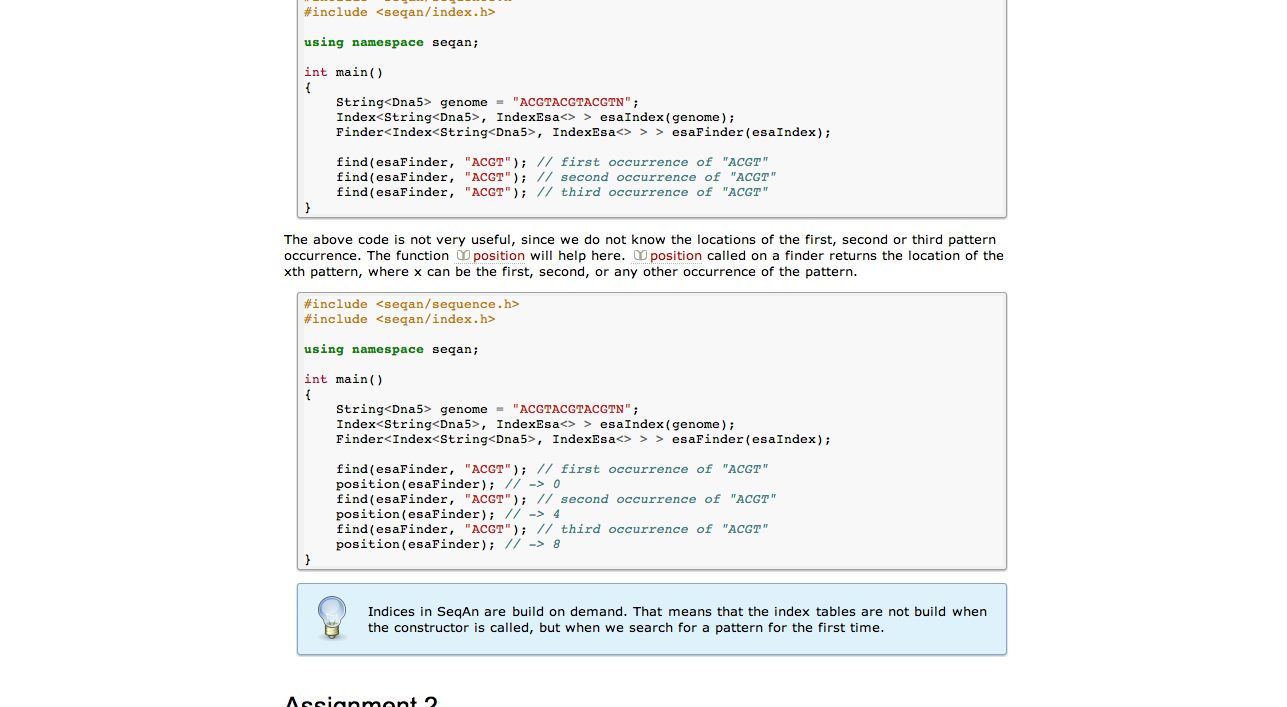 #include <seqan/index.h>
using namespace seqan;
int main()
{
String<Dna5> genome = "ACGTACGTACGTN";
Index<String<Dna5>, IndexEsa<> > esaIndex(genome);
Finder<Index<String<Dna5>, IndexEsa<> > > esaFinder(esaIndex);
find(esaFinder, "ACGT"); // first occurrence of "ACGT"
find(esaFinder, "ACGT"); // second occurrence of "ACGT"
find(esaFinder, "ACGT"); // third occurrence of "ACGT"
}
The above code is not very useful, since we do not know the locations of the first, second or third pattern
occurrence. The function position will help here. position called on a finder returns the location of the
xth pattern, where x can be the first, second, or any other occurrence of the pattern.
#include <seqan/sequence.h>
#include <seqan/index.h>
using namespace seqan;
int main()
{
String<Dna5> genome = "ACGTACGTACGTN";
Index<String<Dna5>, IndexEsa<> > esaIndex(genome);
Finder<Index<String<Dna5>, IndexEsa<> > > esaFinder(esaIndex);
find(esaFinder, "ACGT"); // first occurrence of "ACGT"
position(esaFinder); // -> 0
find(esaFinder, "ACGT"); // second occurrence of "ACGT"
position(esaFinder); // -> 4
find(esaFinder, "ACGT"); // third occurrence of "ACGT"
position(esaFinder); // -> 8
}
Indices in SeqAn are build on demand. That means that the index tables are not build when
the constructor is called, but when we search for a pattern for the first time.
Assignment 2